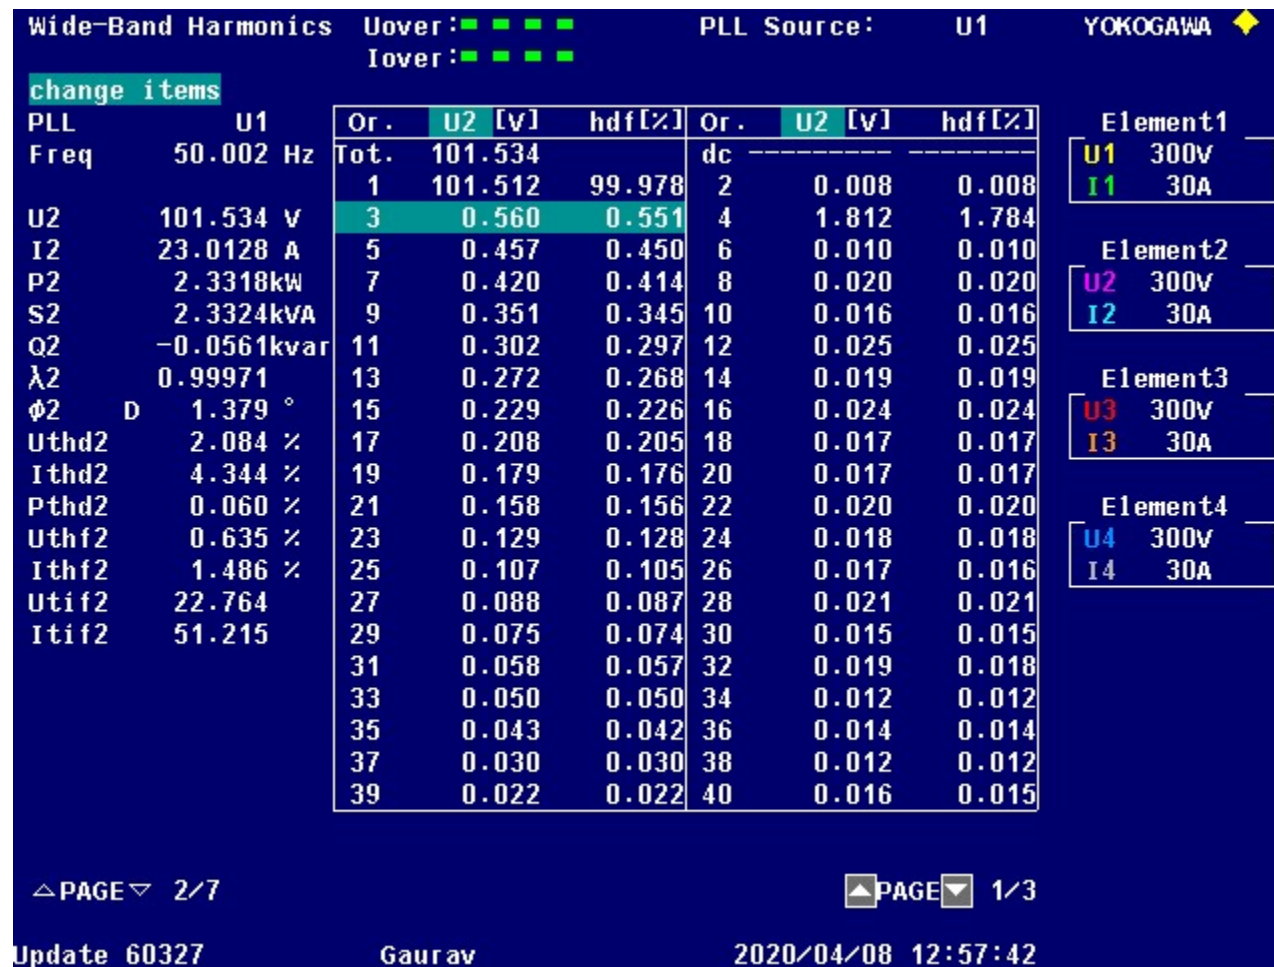 Wide-Band Harmonics Uover: PLL Source: U1 YOKOGAWA
Iover:
change items
PLL U1 Or. U2 [V] hdf[%] Or. U2 [V] hdf[%] Element1
Freq 50.002 Hz Tot. 101.534 dc --------- -------- U1 300V
1 101.512 99.978 2 0.008 0.008 I1 30A
U2 101.534 V 3 0.560 0.551 4 1.812 1.784
I2 23.0128 A 5 0.457 0.450 6 0.010 0.010 Element2
P2 2.3318kW 7 0.420 0.414 8 0.020 0.020 U2 300V
S2 2.3324kVA 9 0.351 0.345 10 0.016 0.016 I2 30A
Q2 -0.0561kvar 11 0.302 0.297 12 0.025 0.025
λ2 0.99971 13 0.272 0.268 14 0.019 0.019 Element3
φ2 D 1.379 ° 15 0.229 0.226 16 0.024 0.024 U3 300V
Uthd2 2.084 % 17 0.208 0.205 18 0.017 0.017 I3 30A
Ithd2 4.344 % 19 0.179 0.176 20 0.017 0.017
Pthd2 0.060 % 21 0.158 0.156 22 0.020 0.020 Element4
Uthf2 0.635 % 23 0.129 0.128 24 0.018 0.018 U4 300V
Ithf2 1.486 % 25 0.107 0.105 26 0.017 0.016 I4 30A
Utif2 22.764 27 0.088 0.087 28 0.021 0.021
Itif2 51.215 29 0.075 0.074 30 0.015 0.015
31 0.058 0.057 32 0.019 0.018
33 0.050 0.050 34 0.012 0.012
35 0.043 0.042 36 0.014 0.014
37 0.030 0.030 38 0.012 0.012
39 0.022 0.022 40 0.016 0.015
△PAGE▽ 2/7 ▲PAGE▼ 1/3
Update 60327 Gaurav 2020/04/08 12:57:42